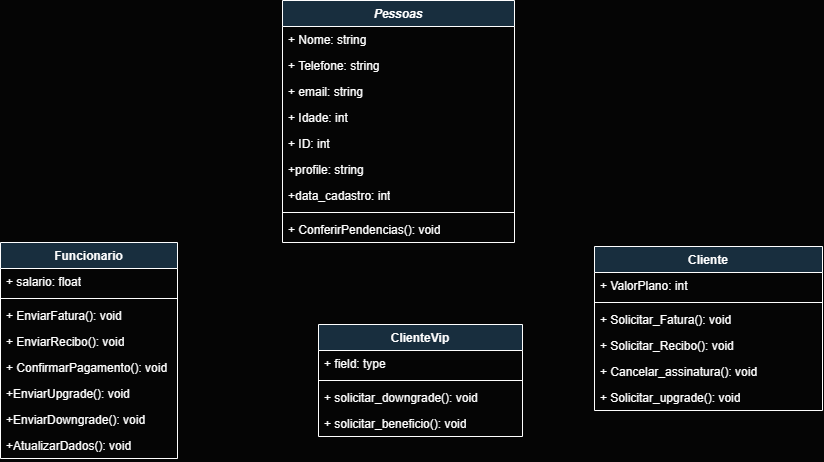 Pessoas
+ Nome: string
+ Telefone: string
+ email: string
+ Idade: int
+ ID: int
+profile: string
+data_cadastro: int
+ ConferirPendencias(): void
Funcionario
+ salario: float
+ EnviarFatura(): void
+ EnviarRecibo(): void
+ ConfirmarPagamento(): void
+EnviarUpgrade(): void
+EnviarDowngrade(): void
+AtualizarDados(): void
ClienteVip
+ field: type
+ solicitar_downgrade(): void
+ solicitar_beneficio(): void
Cliente
+ ValorPlano: int
+ Solicitar_Fatura(): void
+ Solicitar_Recibo(): void
+ Cancelar_assinatura(): void
+ Solicitar_upgrade(): void